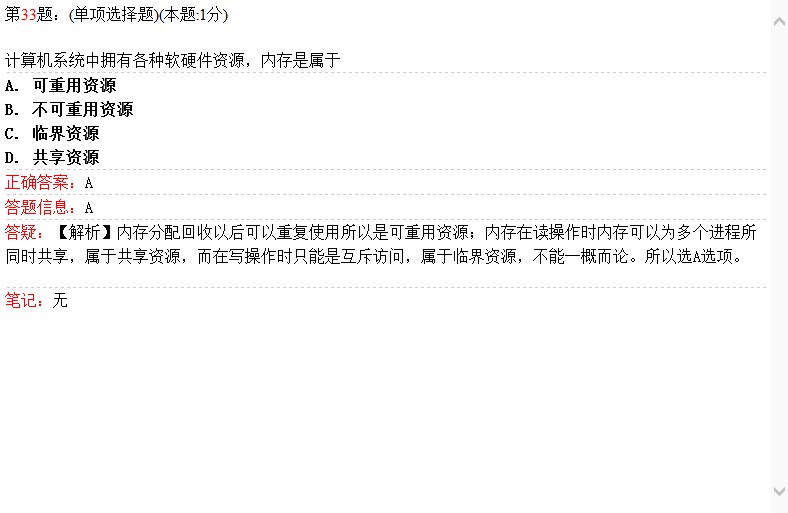 第33题：(单项选择题)(本题:1分)
计算机系统中拥有各种软硬件资源，内存是属于
A. 可重用资源
B. 不可重用资源
C. 临界资源
D. 共享资源
正确答案：A
答题信息：A
答疑：【解析】内存分配回收以后可以重复使用所以是可重用资源；内存在读操作时内存可以为多个进程所
同时共享，属于共享资源，而在写操作时只能是互斥访问，属于临界资源，不能一概而论。所以选A选项。
笔记：无